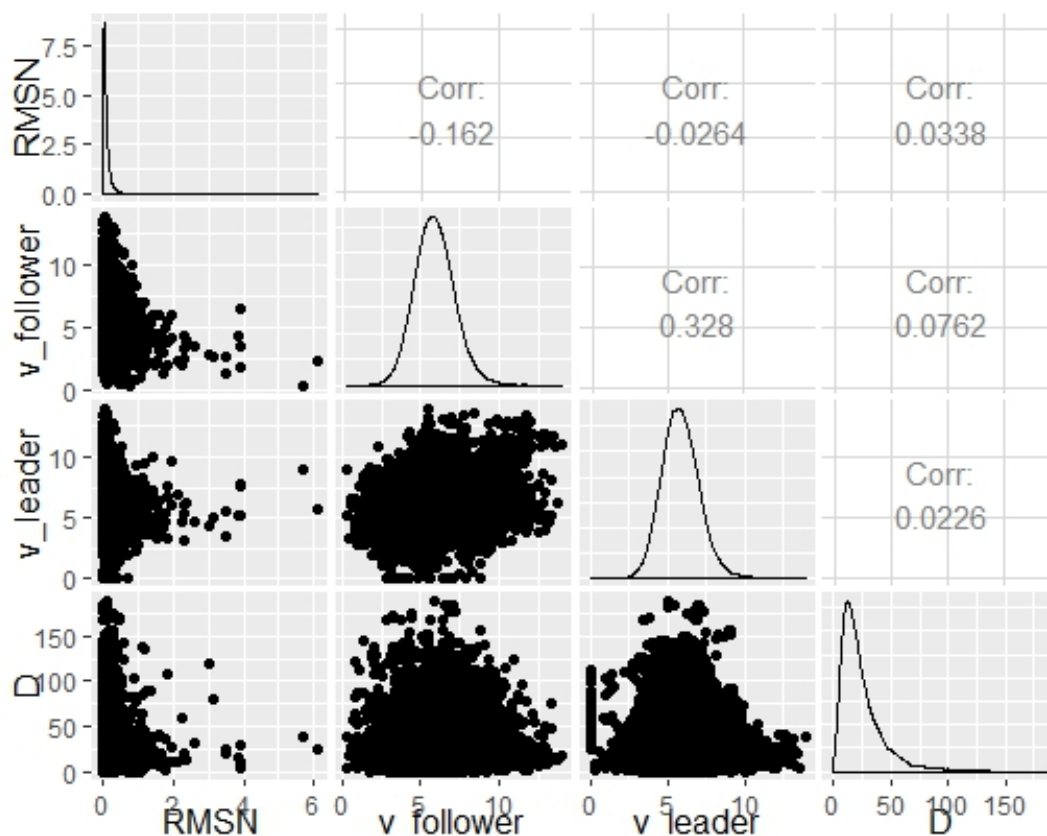 RMSN
7.5
5.0
2.5
0.0
Corr:
-0.162
Corr:
-0.0264
Corr:
0.0338
v_follower
10
5
0
Corr:
0.328
Corr:
0.0762
v_leader
10
5
0
Corr:
0.0226
D
150
100
50
0
0 2 4 6 0 5 10 0 5 10 0 50 100 150
RMSN v_follower v_leader D